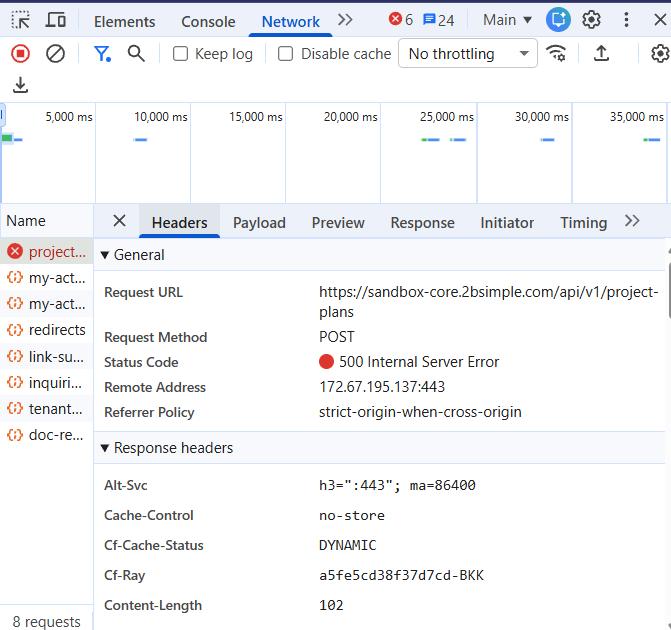 Elements Console Network 6 24 Main
Keep log Disable cache No throttling
5,000 ms 10,000 ms 15,000 ms 20,000 ms 25,000 ms 30,000 ms 35,000 ms
Name Headers Payload Preview Response Initiator Timing
project...
my-act...
my-act...
redirects
link-su...
inquiri...
tenant...
doc-re...
8 requests
General
Request URL https://sandbox-core.2bsimple.com/api/v1/project-
plans
Request Method POST
Status Code 500 Internal Server Error
Remote Address 172.67.195.137:443
Referrer Policy strict-origin-when-cross-origin
Response headers
Alt-Svc h3=":443"; ma=86400
Cache-Control no-store
Cf-Cache-Status DYNAMIC
Cf-Ray a5fe5cd38f37d7cd-BKK
Content-Length 102